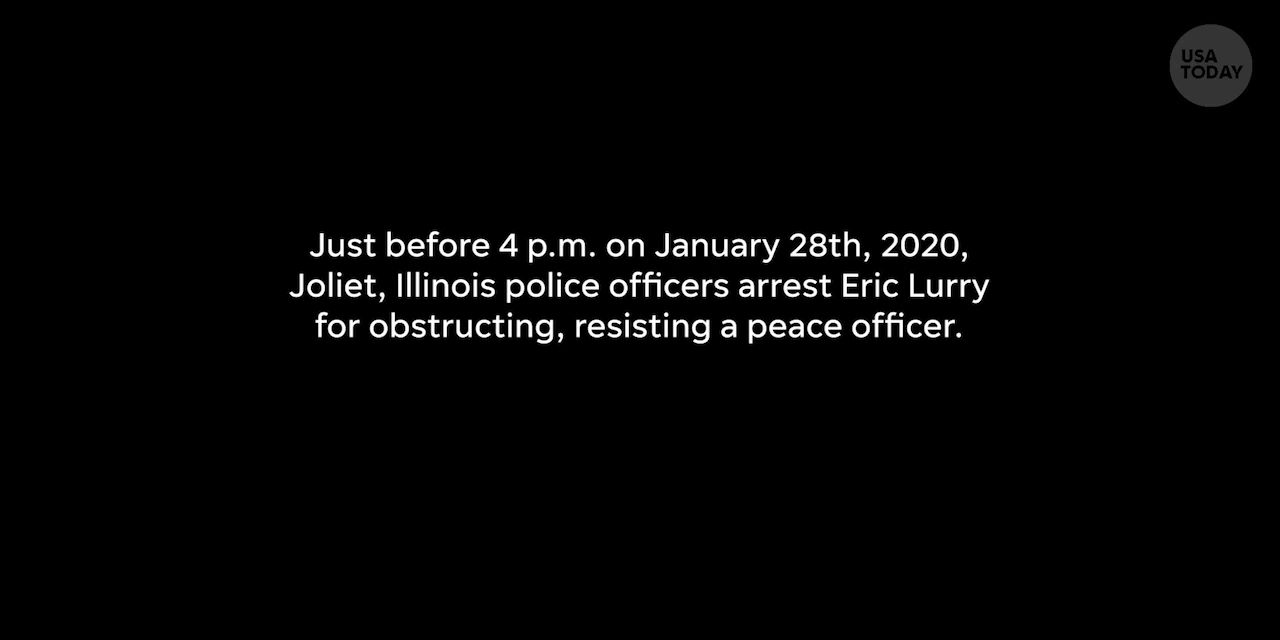 USA
TODAY
Just before 4 p.m. on January 28th, 2020,
Joliet, Illinois police officers arrest Eric Lurry
for obstructing, resisting a peace officer.